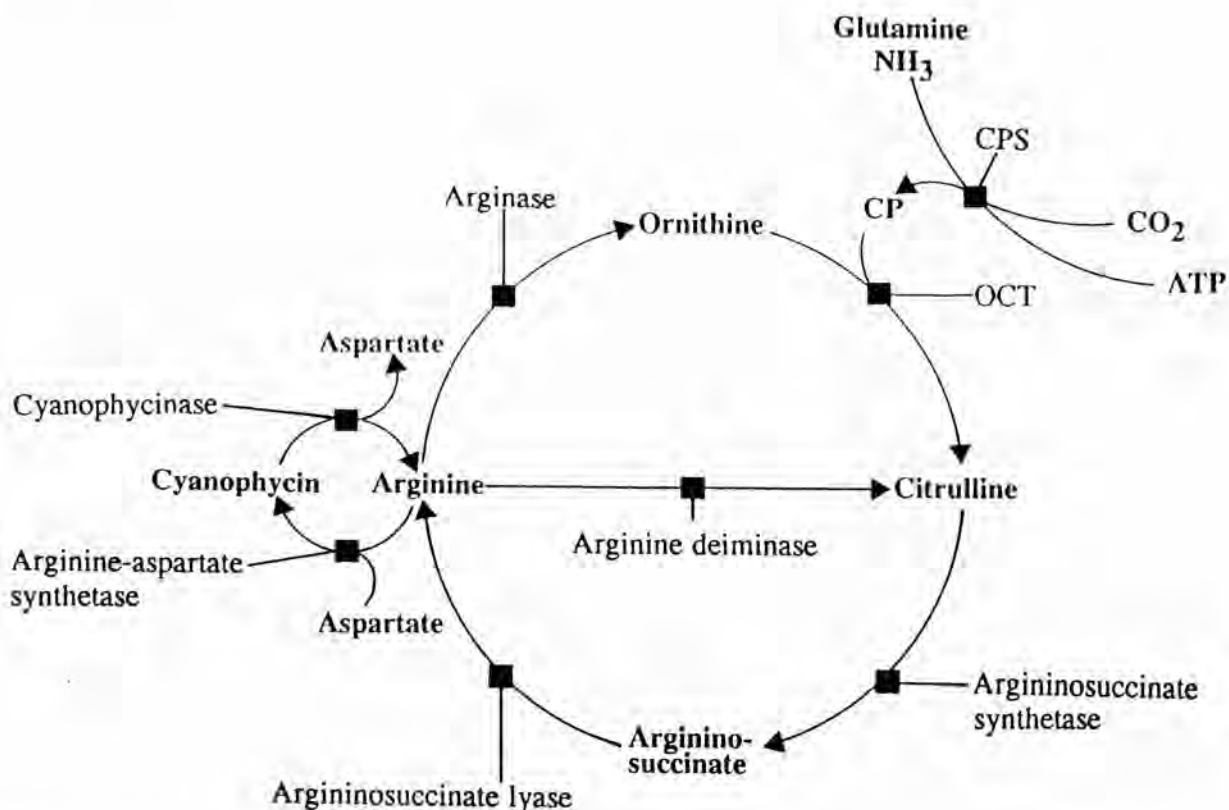 Glutamine
NH3
CPS
Arginase
CP
Ornithine
CO2
ATP
OCT
Aspartate
Cyanophycinase
Cyanophycin
Arginine
Citrulline
Arginine deiminase
Arginine-aspartate
synthetase
Aspartate
Argininosuccinate
synthetase
Arginino-
succinate
Argininosuccinate lyase